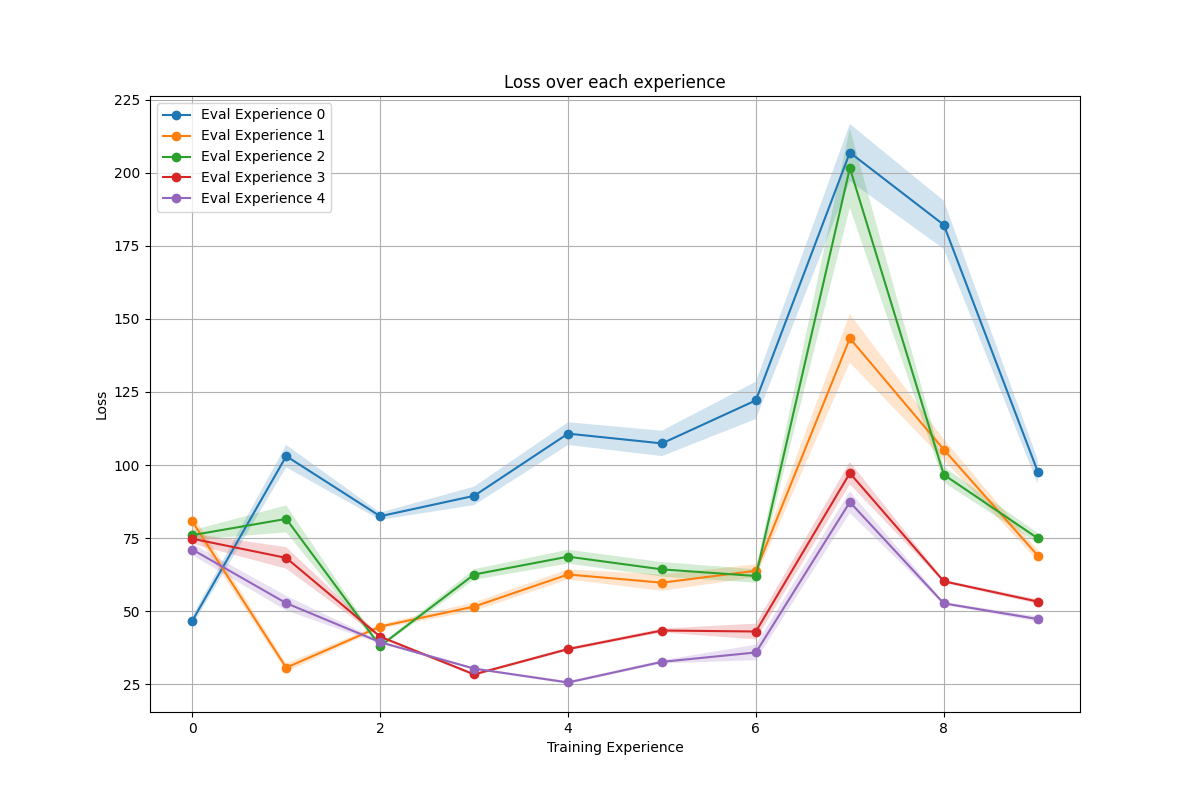 Loss over each experience
Eval Experience 0
Eval Experience 1
Eval Experience 2
Eval Experience 3
Eval Experience 4
225
200
175
150
125
100
75
50
25
Loss
0 2 4 6 8
Training Experience